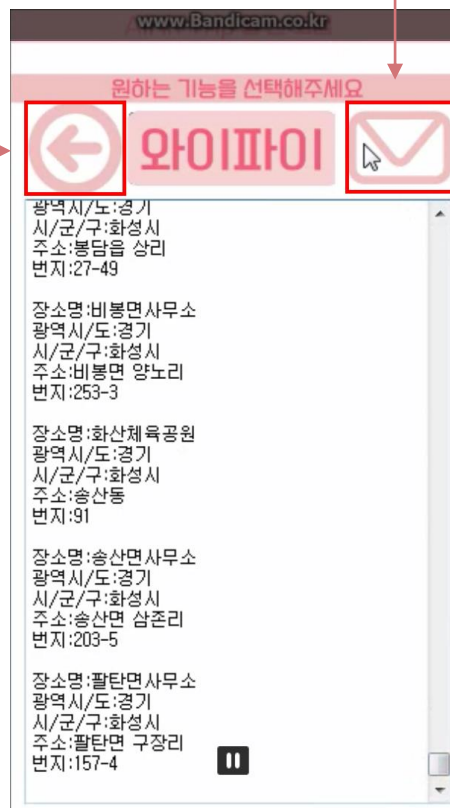 www.Bandicam.co.kr
원하는 기능을 선택해주세요
와이파이
광역시/도:경기
시/군/구:화성시
주소:봉담읍 상리
번지:27-49
장소명:비봉면사무소
광역시/도:경기
시/군/구:화성시
주소:비봉면 양노리
번지:253-3
장소명:화산체육공원
광역시/도:경기
시/군/구:화성시
주소:송산동
번지:91
장소명:송산면사무소
광역시/도:경기
시/군/구:화성시
주소:송산면 삼존리
번지:203-5
장소명:팔탄면사무소
광역시/도:경기
시/군/구:화성시
주소:팔탄면 구장리
번지:157-4